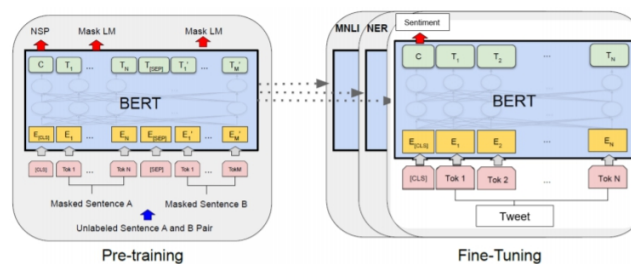 NSP Mask LM Mask LM
C T1 ... TN T[SEP] T1' ... TM'
BERT
E[CLS] E1 ... EN E[SEP] E1' ... EM'
[CLS] Tok 1 ... Tok N [SEP] Tok 1 ... TokM
Masked Sentence A Masked Sentence B
Unlabeled Sentence A and B Pair
Pre-training
MNLI NER Sentiment
C T1 T2 ... TN
BERT
E[CLS] E1 E2 ... EN
[CLS] Tok 1 Tok 2 ... Tok N
Tweet
Fine-Tuning